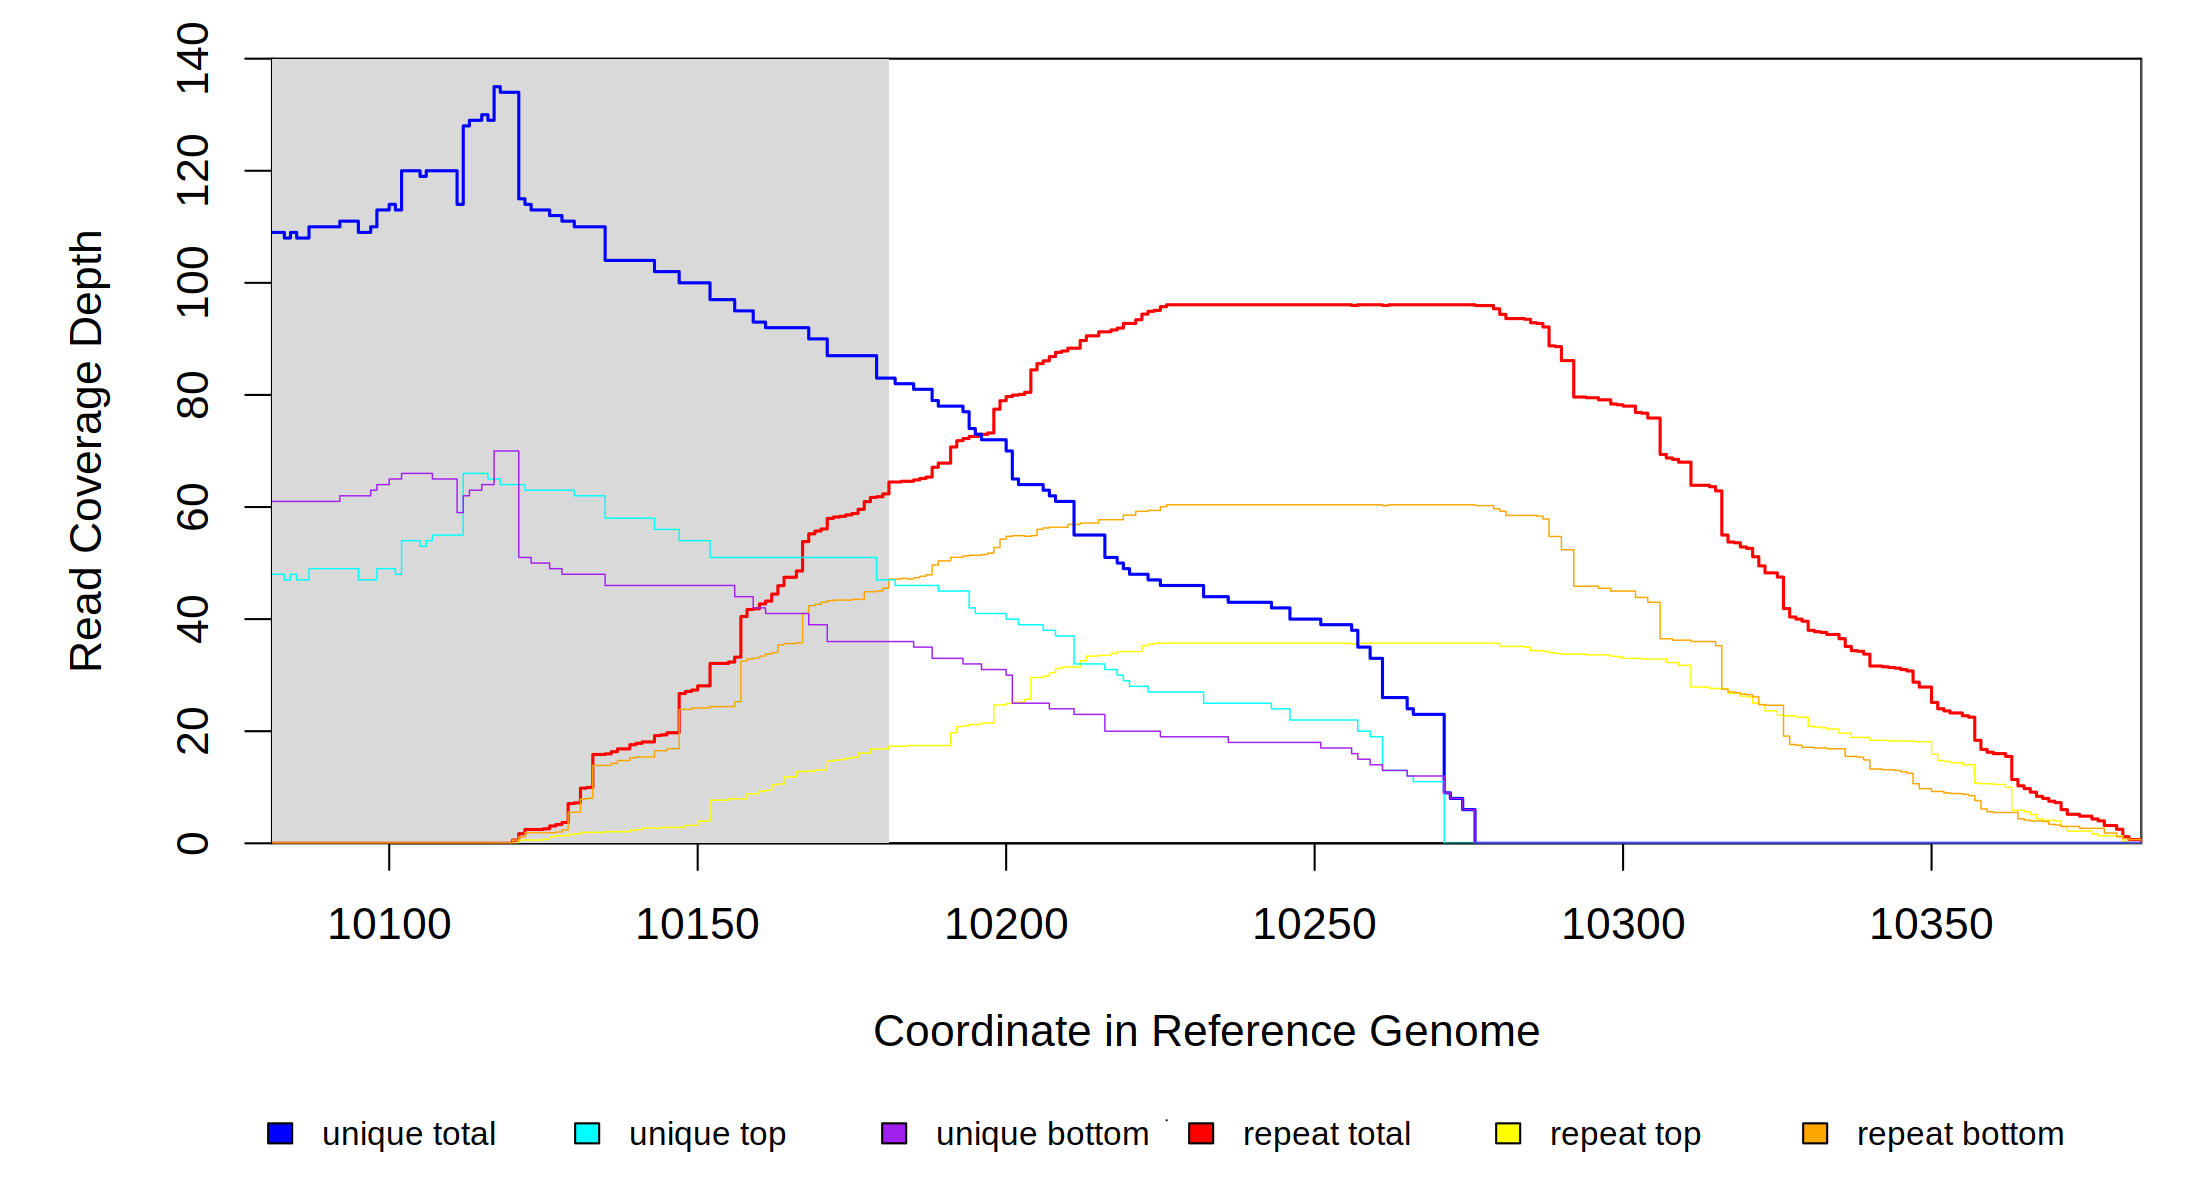 140
120
100
80
60
40
20
0
Read Coverage Depth
10100 10150 10200 10250 10300 10350
Coordinate in Reference Genome
unique total unique top unique bottom repeat total repeat top repeat bottom